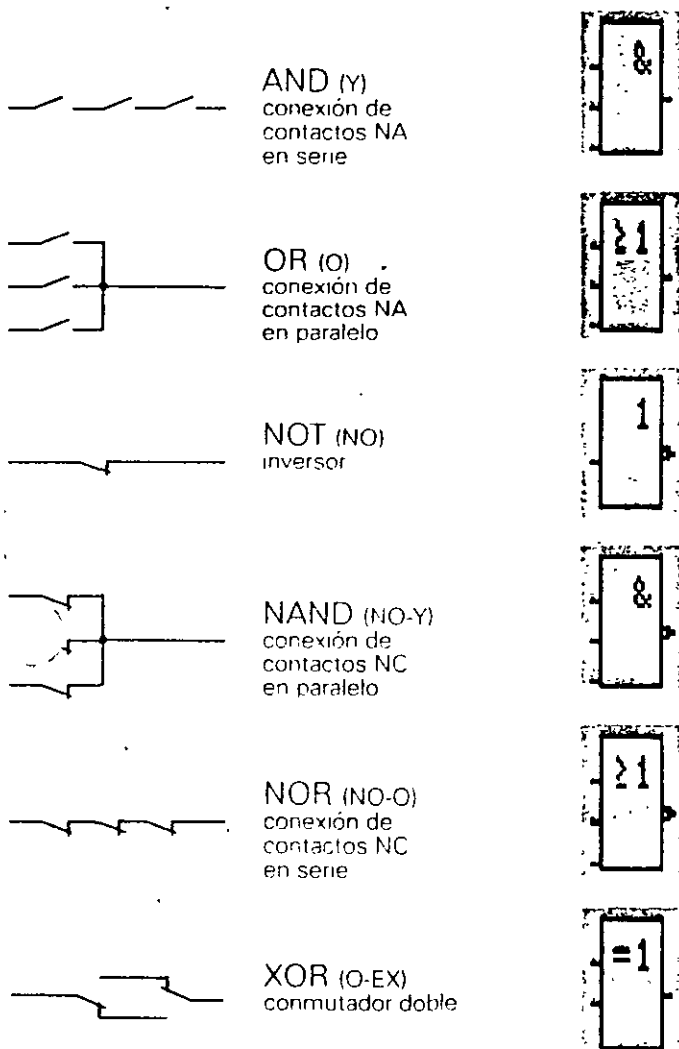 AND (Y)
conexión de
contactos NA
en serie
&
OR (O)
conexión de
contactos NA
en paralelo
≥1
NOT (NO)
inversor
1
NAND (NO-Y)
conexión de
contactos NC
en paralelo
&
NOR (NO-O)
conexión de
contactos NC
en serie
≥1
XOR (O-EX)
conmutador doble
=1